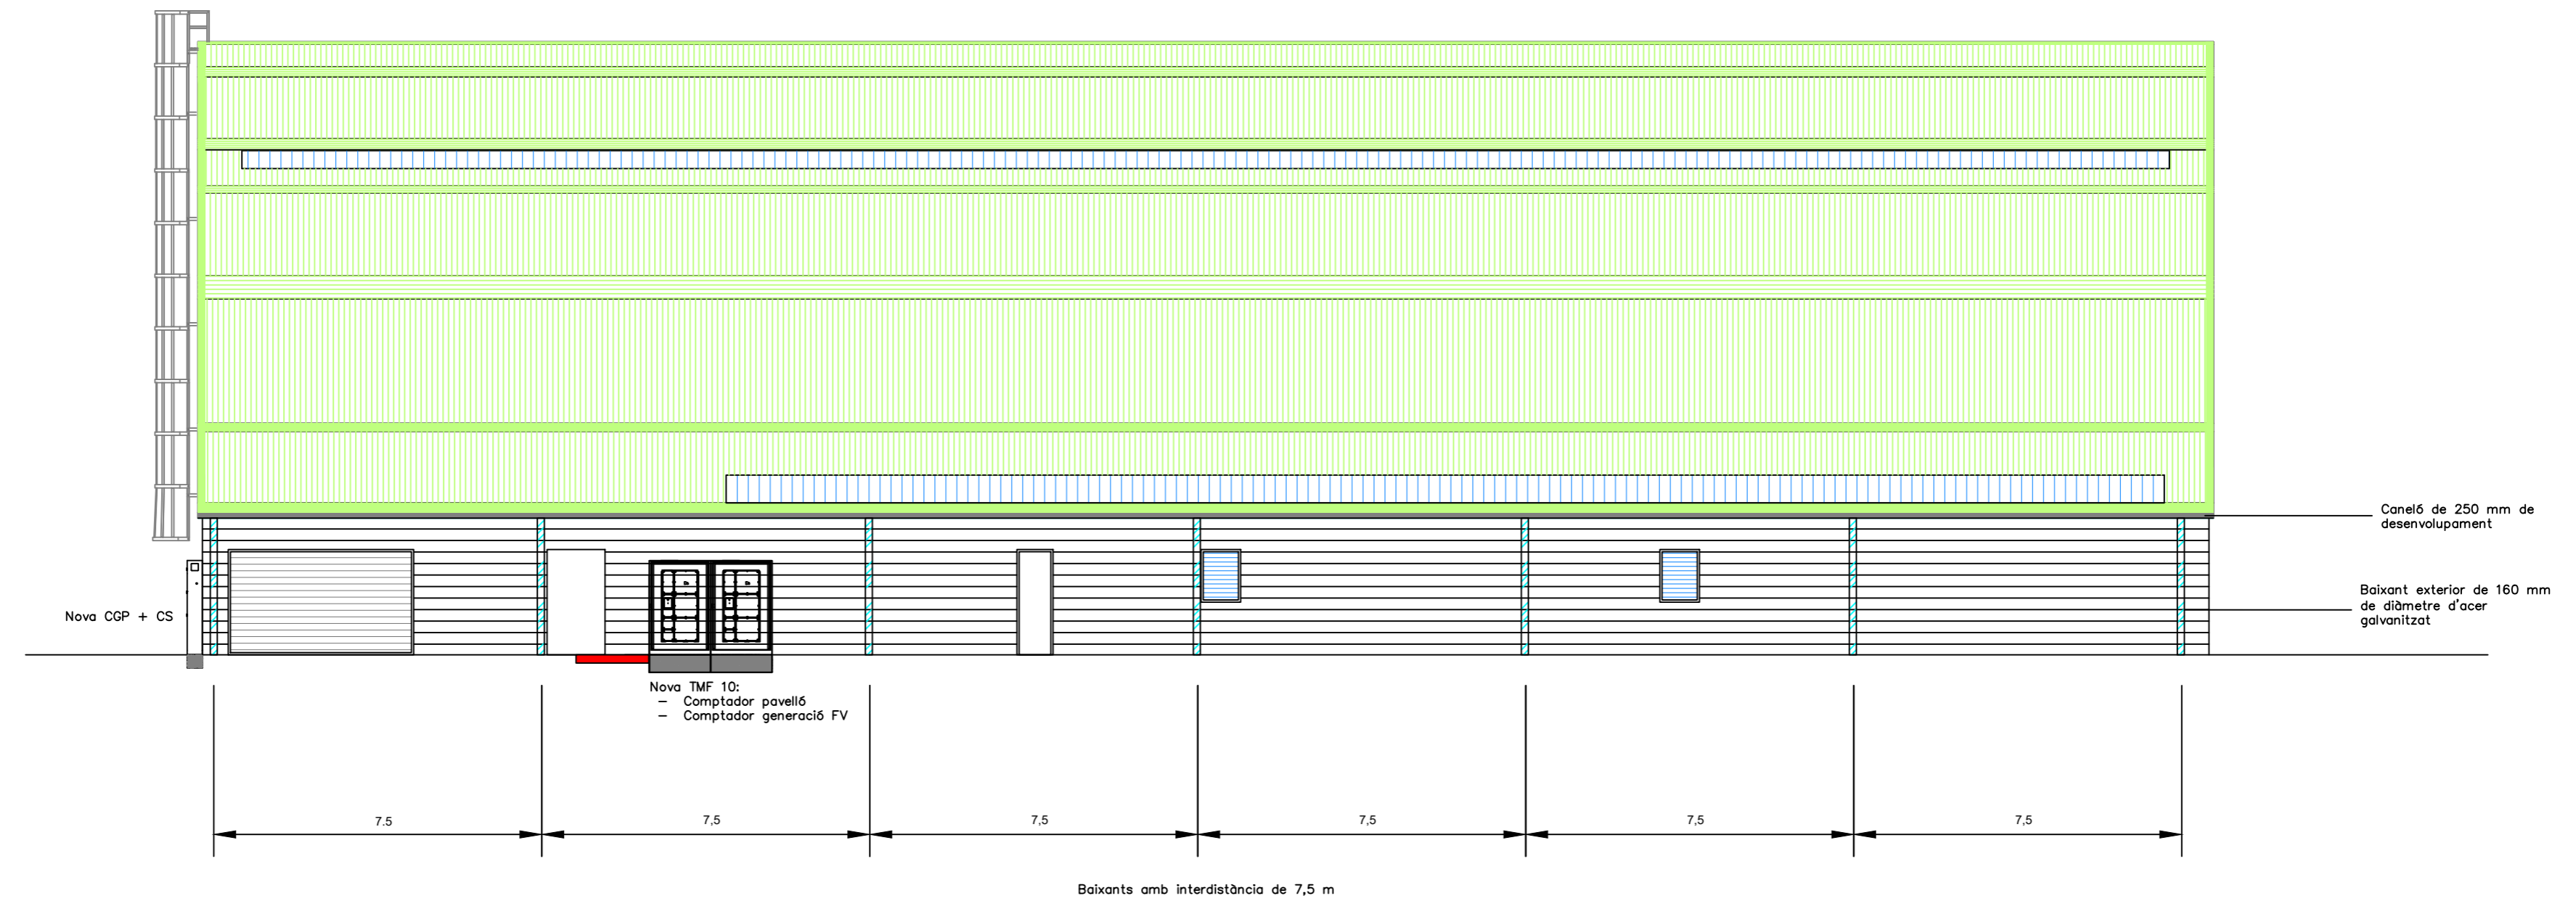 Caneló de 250 mm de
desenvolupament
Baixant exterior de 160 mm
de diàmetre d'acer
galvanitzat
Nova CGP + CS
Nova TMF 10:
– Comptador pavelló
– Comptador generació FV
7.5
7,5
7,5
7,5
7,5
7,5
Baixants amb interdistància de 7,5 m